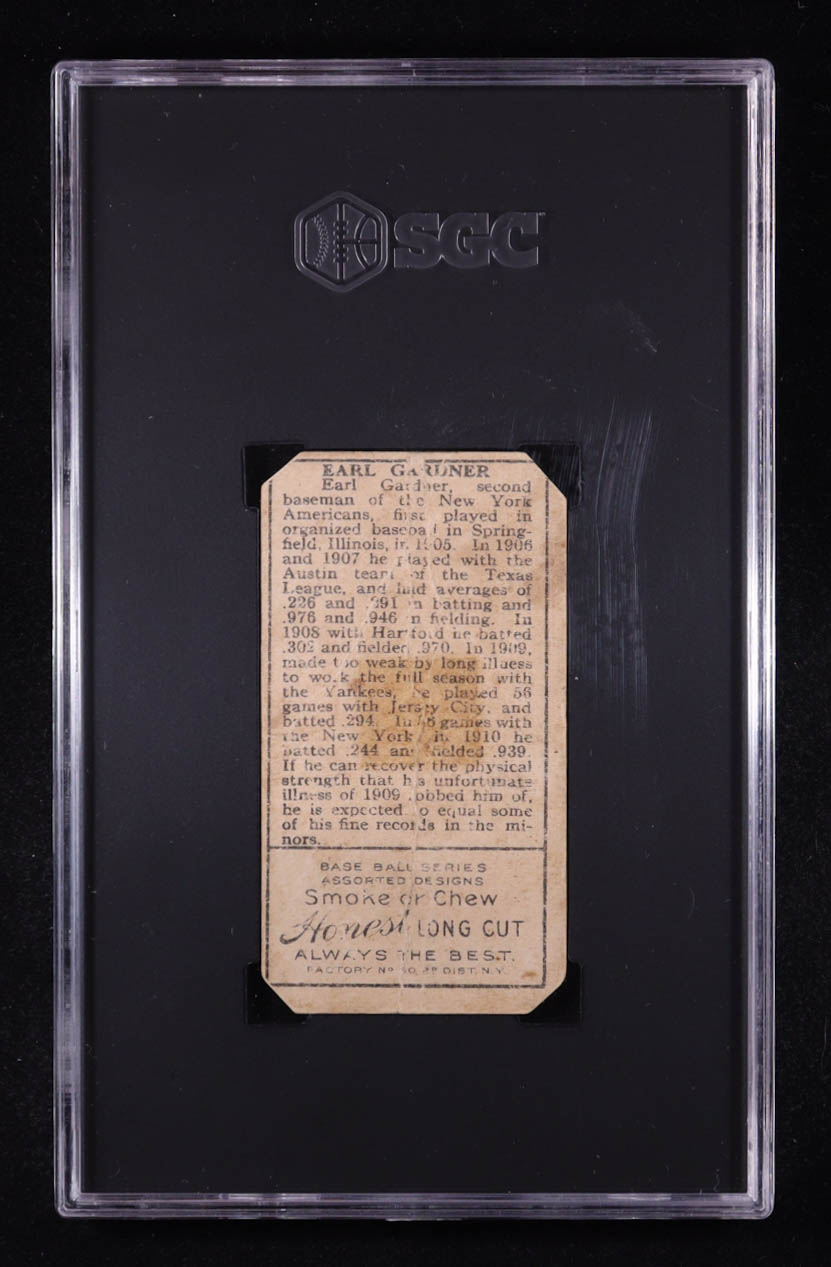 SGC
EARL GARDNER
Earl Gardner, second
baseman of the New York
Americans, first played in
organized baseball in Spring-
field, Illinois, in 1905. In 1906
and 1907 he played with the
Austin team of the Texas
League, and had averages of
.226 and .291 in batting and
.976 and .946 in fielding. In
1908 with Hartford he batted
.302 and fielded .970. In 1909,
made too weak by long illness
to work the full season with
the Yankees, he played 56
games with Jersey City, and
batted .294. In games with
the New York in 1910 he
batted .244 and fielded .939.
If he can recover the physical
strength that his unfortunate
illness of 1909 robbed him of,
he is expected to equal some
of his fine records in the mi-
nors.
BASE BALL SERIES
ASSORTED DESIGNS
Smoke or Chew
Honest LONG CUT
ALWAYS THE BEST.
FACTORY Nº DIST. N.Y.